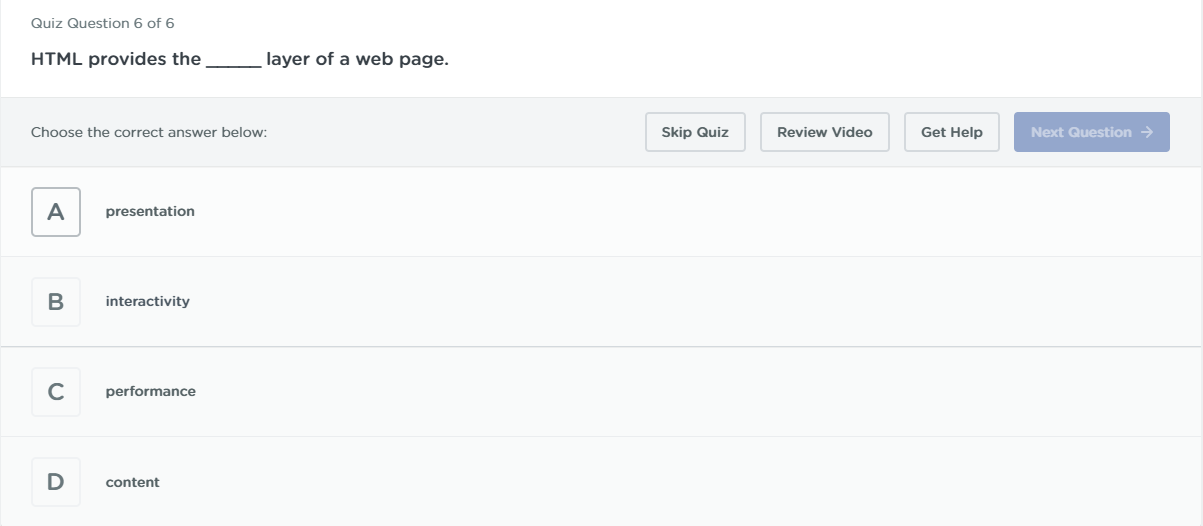 Quiz Question 6 of 6
HTML provides the _____ layer of a web page.
Choose the correct answer below:
Skip Quiz
Review Video
Get Help
Next Question →
A presentation
B interactivity
C performance
D content